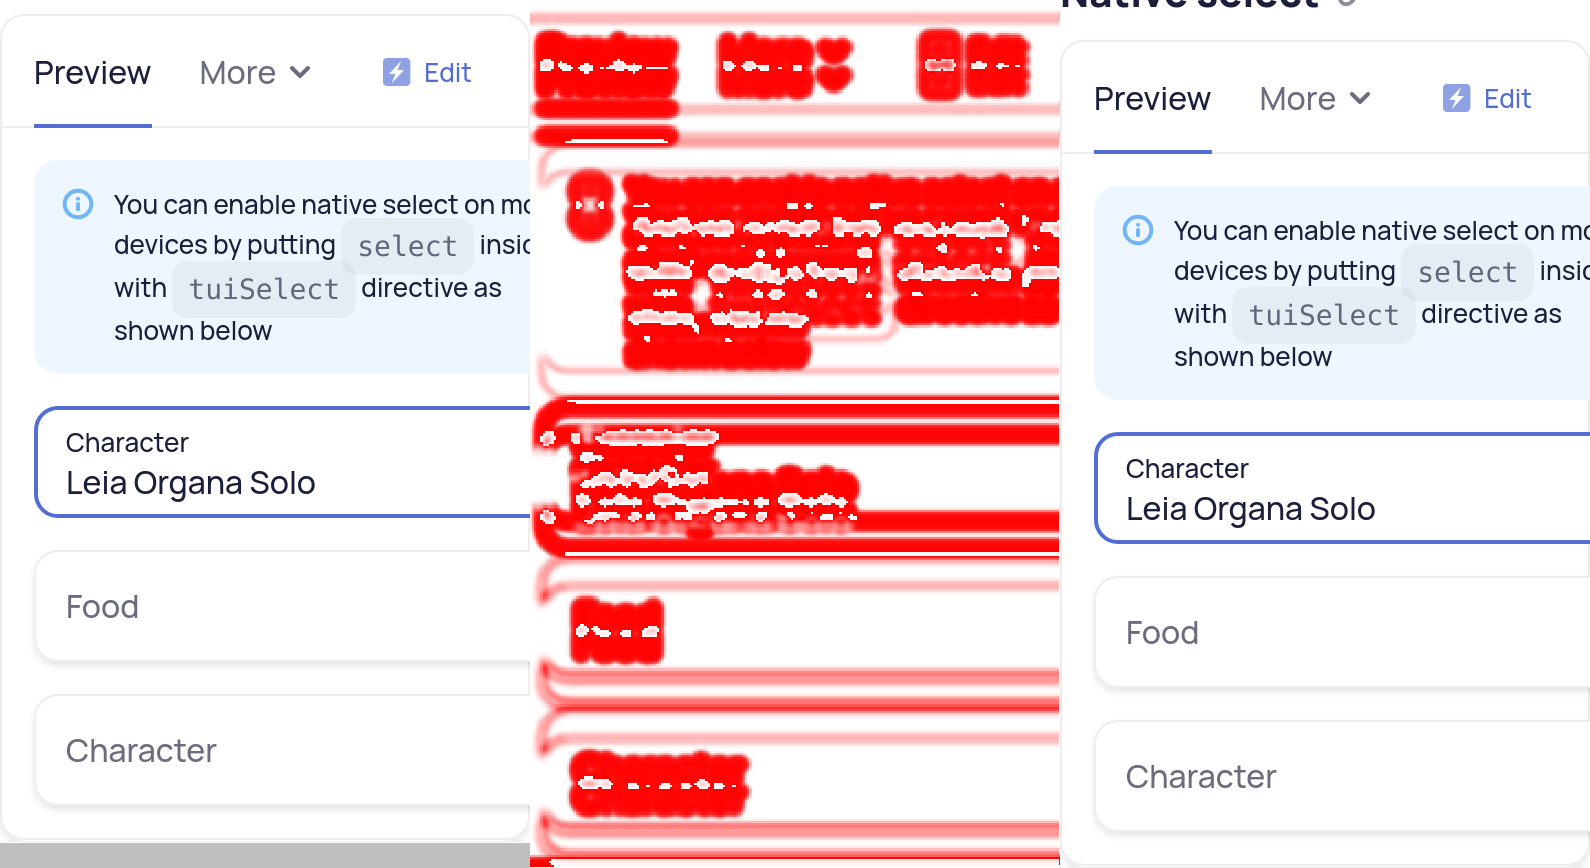 Preview More Edit
You can enable native select on mo
devices by putting select insid
with tuiSelect directive as
shown below
Character
Leia Organa Solo
Food
Character
Native select
Preview More Edit
You can enable native select on mo
devices by putting select insid
with tuiSelect directive as
shown below
Character
Leia Organa Solo
Food
Character